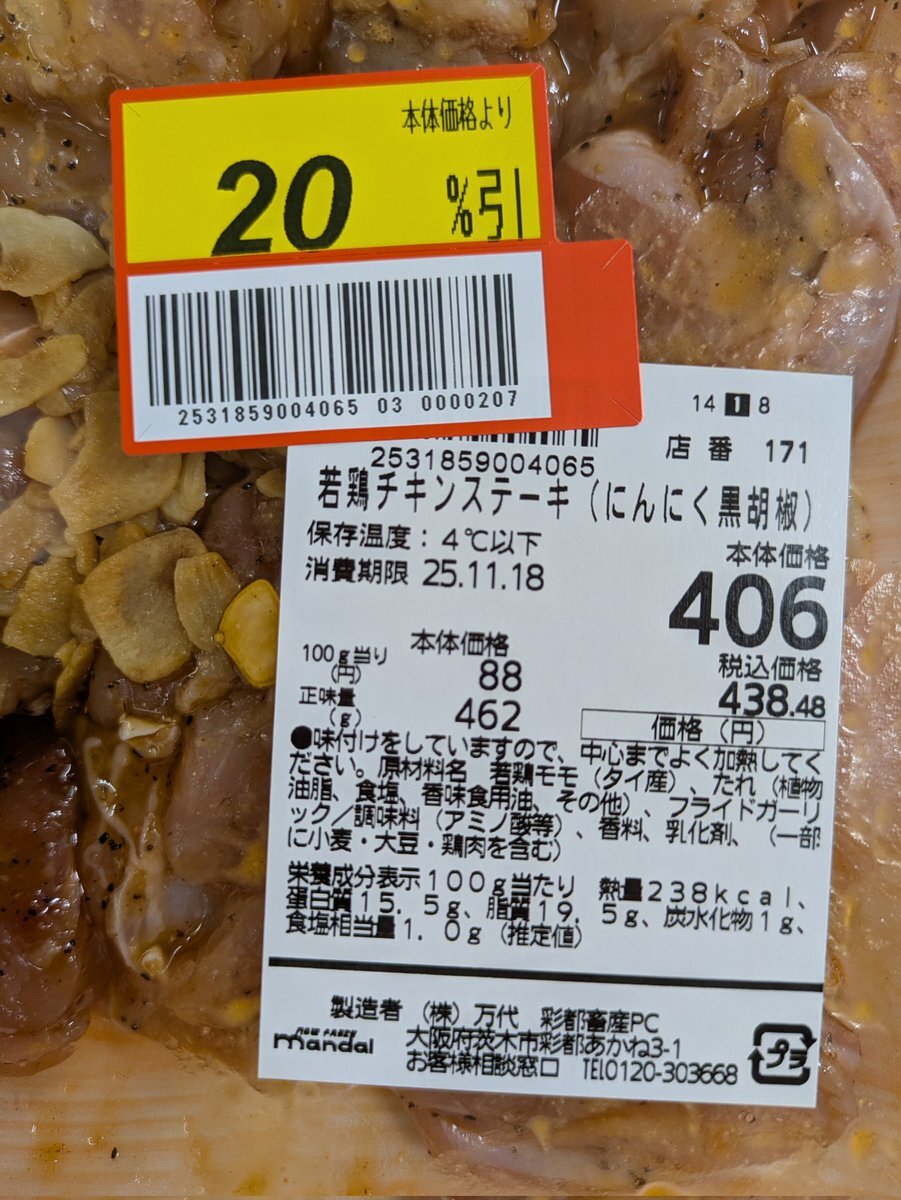 本体価格より
20 %引
2531859004065 03 0000207
14 1 8
店番 171
2531859004065
若鶏チキンステーキ(にんにく黒胡椒)
保存温度:4℃以下
消費期限 25.11.18
本体価格
406
税込価格
438.48
価格(円)
本体価格
100g当り
(円)
88
正味量
(g)
462
●味付けをしていますので、中心までよく加熱してく
ださい。原材料名 若鶏モモ(タイ産)、たれ(植物
油脂、食塩、香味食用油、その他)、フライドガーリ
ック/調味料(アミノ酸等)、香料、乳化剤、(一部
に小麦・大豆・鶏肉を含む)
栄養成分表示100g当たり 熱量238kcal、
蛋白質15.5g、脂質19.5g、炭水化物1g、
食塩相当量1.0g(推定値)
製造者 (株)万代 彩都畜産PC
大阪府茨木市彩都あかね3-1
お客様相談窓口 TEL0120-303668
mandai
プラ